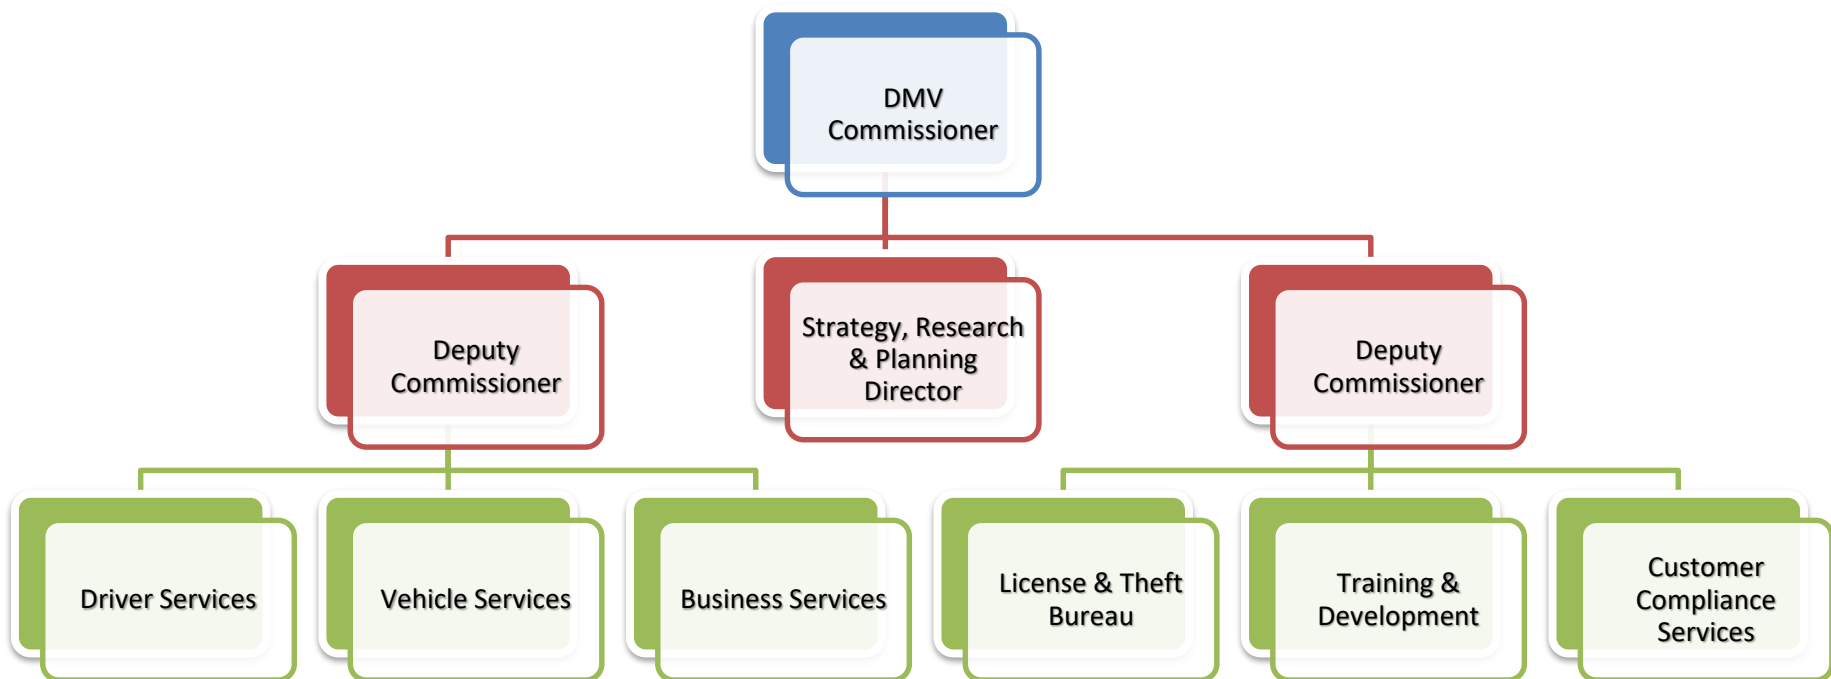 DMV
Commissioner
Deputy
Commissioner
Strategy, Research
& Planning
Director
Deputy
Commissioner
Driver Services
Vehicle Services
Business Services
License & Theft
Bureau
Training &
Development
Customer
Compliance
Services